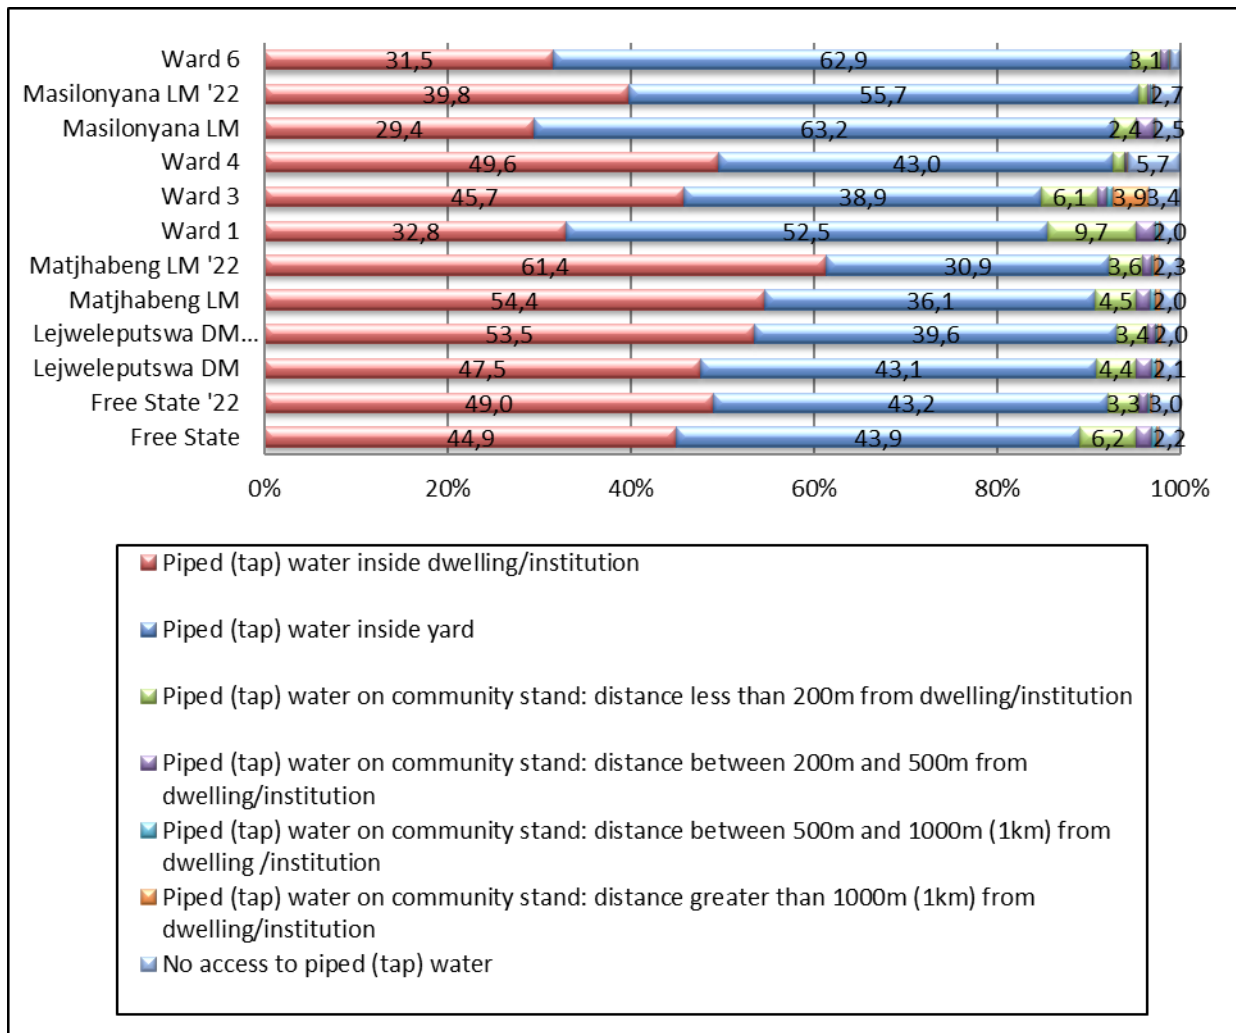 Ward 6 31,5 62,9 3,1
Masilonyana LM '22 39,8 55,7 2,7
Masilonyana LM 29,4 63,2 2,4 2,5
Ward 4 49,6 43,0 5,7
Ward 3 45,7 38,9 6,1 3,9 3,4
Ward 1 32,8 52,5 9,7 2,0
Matjhabeng LM '22 61,4 30,9 3,6 2,3
Matjhabeng LM 54,4 36,1 4,5 2,0
Lejweleputswa DM... 53,5 39,6 3,4 2,0
Lejweleputswa DM 47,5 43,1 4,4 2,1
Free State '22 49,0 43,2 3,3 3,0
Free State 44,9 43,9 6,2 2,2
0% 20% 40% 60% 80% 100%
Piped (tap) water inside dwelling/institution
Piped (tap) water inside yard
Piped (tap) water on community stand: distance less than 200m from dwelling/institution
Piped (tap) water on community stand: distance between 200m and 500m from
dwelling/institution
Piped (tap) water on community stand: distance between 500m and 1000m (1km) from
dwelling /institution
Piped (tap) water on community stand: distance greater than 1000m (1km) from
dwelling/institution
No access to piped (tap) water